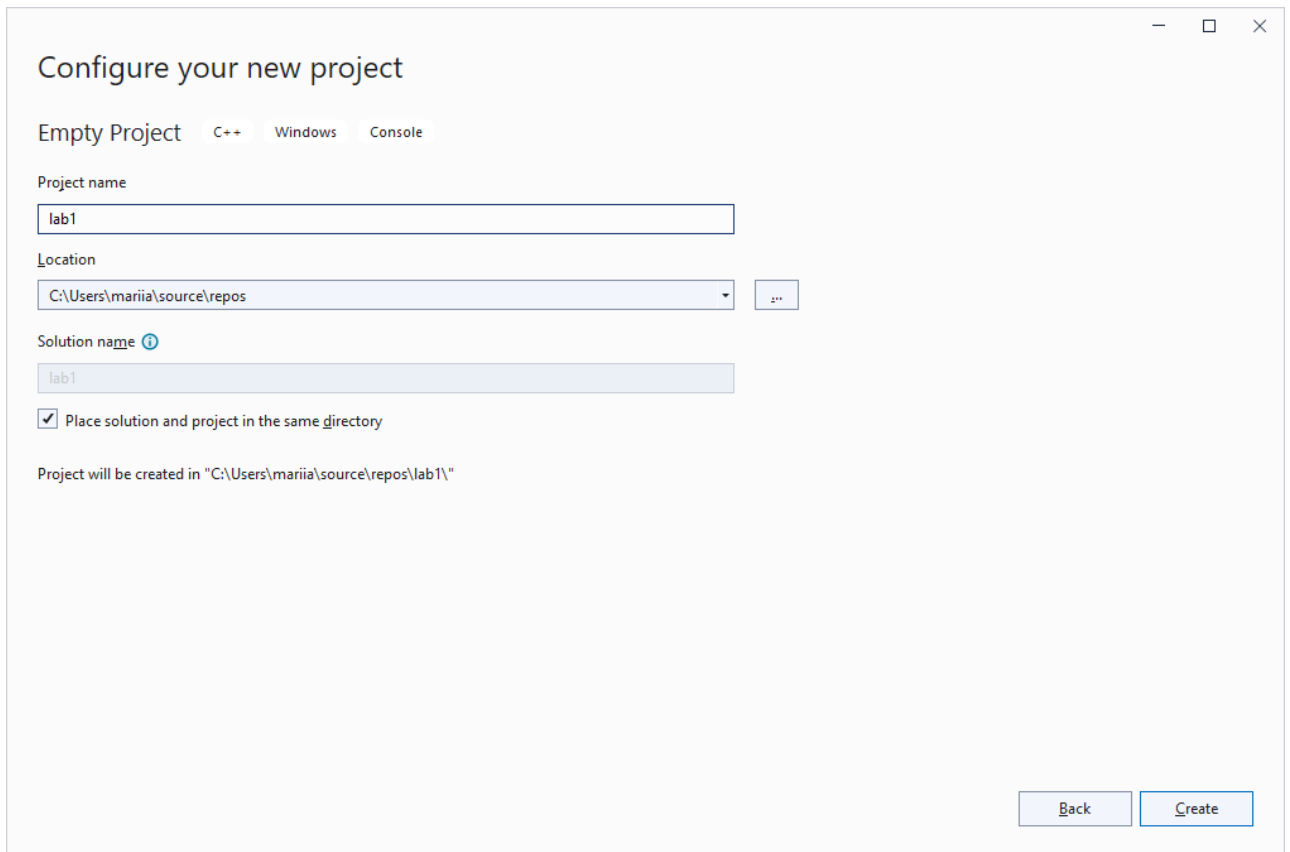 Configure your new project
Empty Project C++ Windows Console
Project name
lab1
Location
C:\Users\mariia\source\repos
...
Solution name
lab1
Place solution and project in the same directory
Project will be created in "C:\Users\mariia\source\repos\lab1\"
Back Create